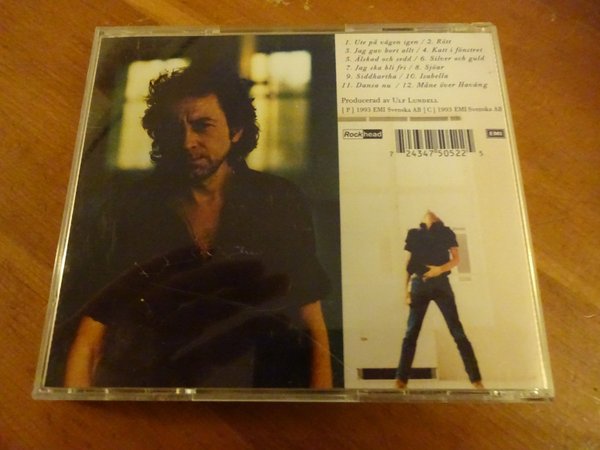 1. Ute på vägen igen / 2. Rött
3. Jag gav bort allt / 4. Katt i fönstret
5. Älskad och sedd / 6. Silver och guld
7. Jag ska bli fri / 8. Sjöar
9. Siddhartha / 10. Isabella
11. Dansa nu / 12. Måne över Haväng
Producerad av Ulf Lundell
[ P ] 1993 EMI Svenska AB [ C ] 1993 EMI Svenska AB
Rockhead
EMI
7 24347 50522 5